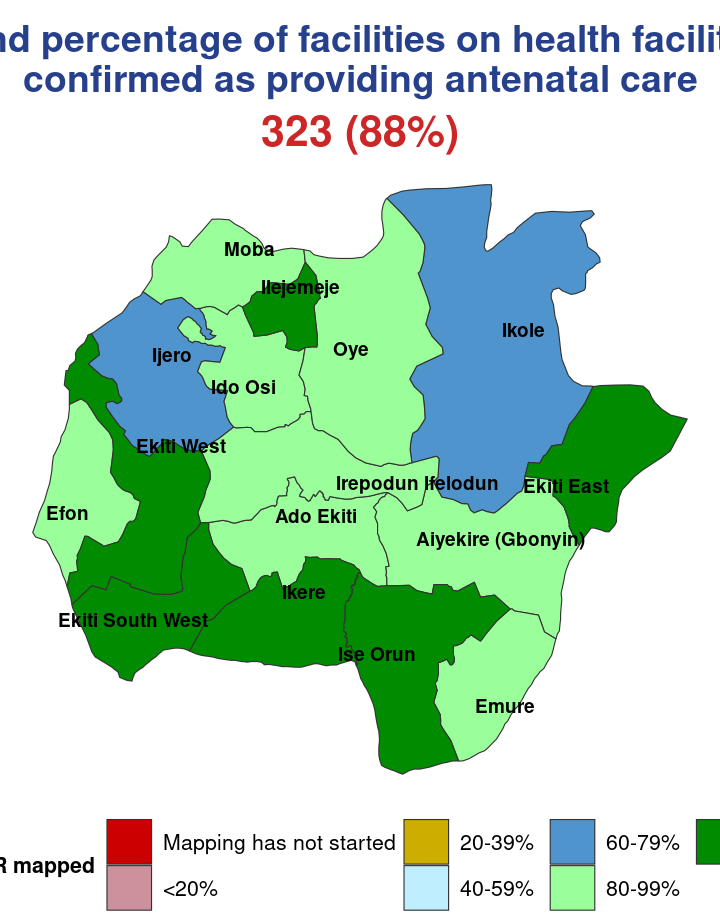 percentage of facilities on health
confirmed as providing antenatal care
323 (88%)
Moba
Ilejemeje
Ikole
Oye
Ijero
Ido Osi
Ekiti West
Irepodun Ifelodun
Ekiti East
Efon
Ado Ekiti
Aiyekire (Gbonyin)
Ikere
Ekiti South West
Ise Orun
Emure
mapped
Mapping has not started
20-39%
60-79%
<20%
40-59%
80-99%